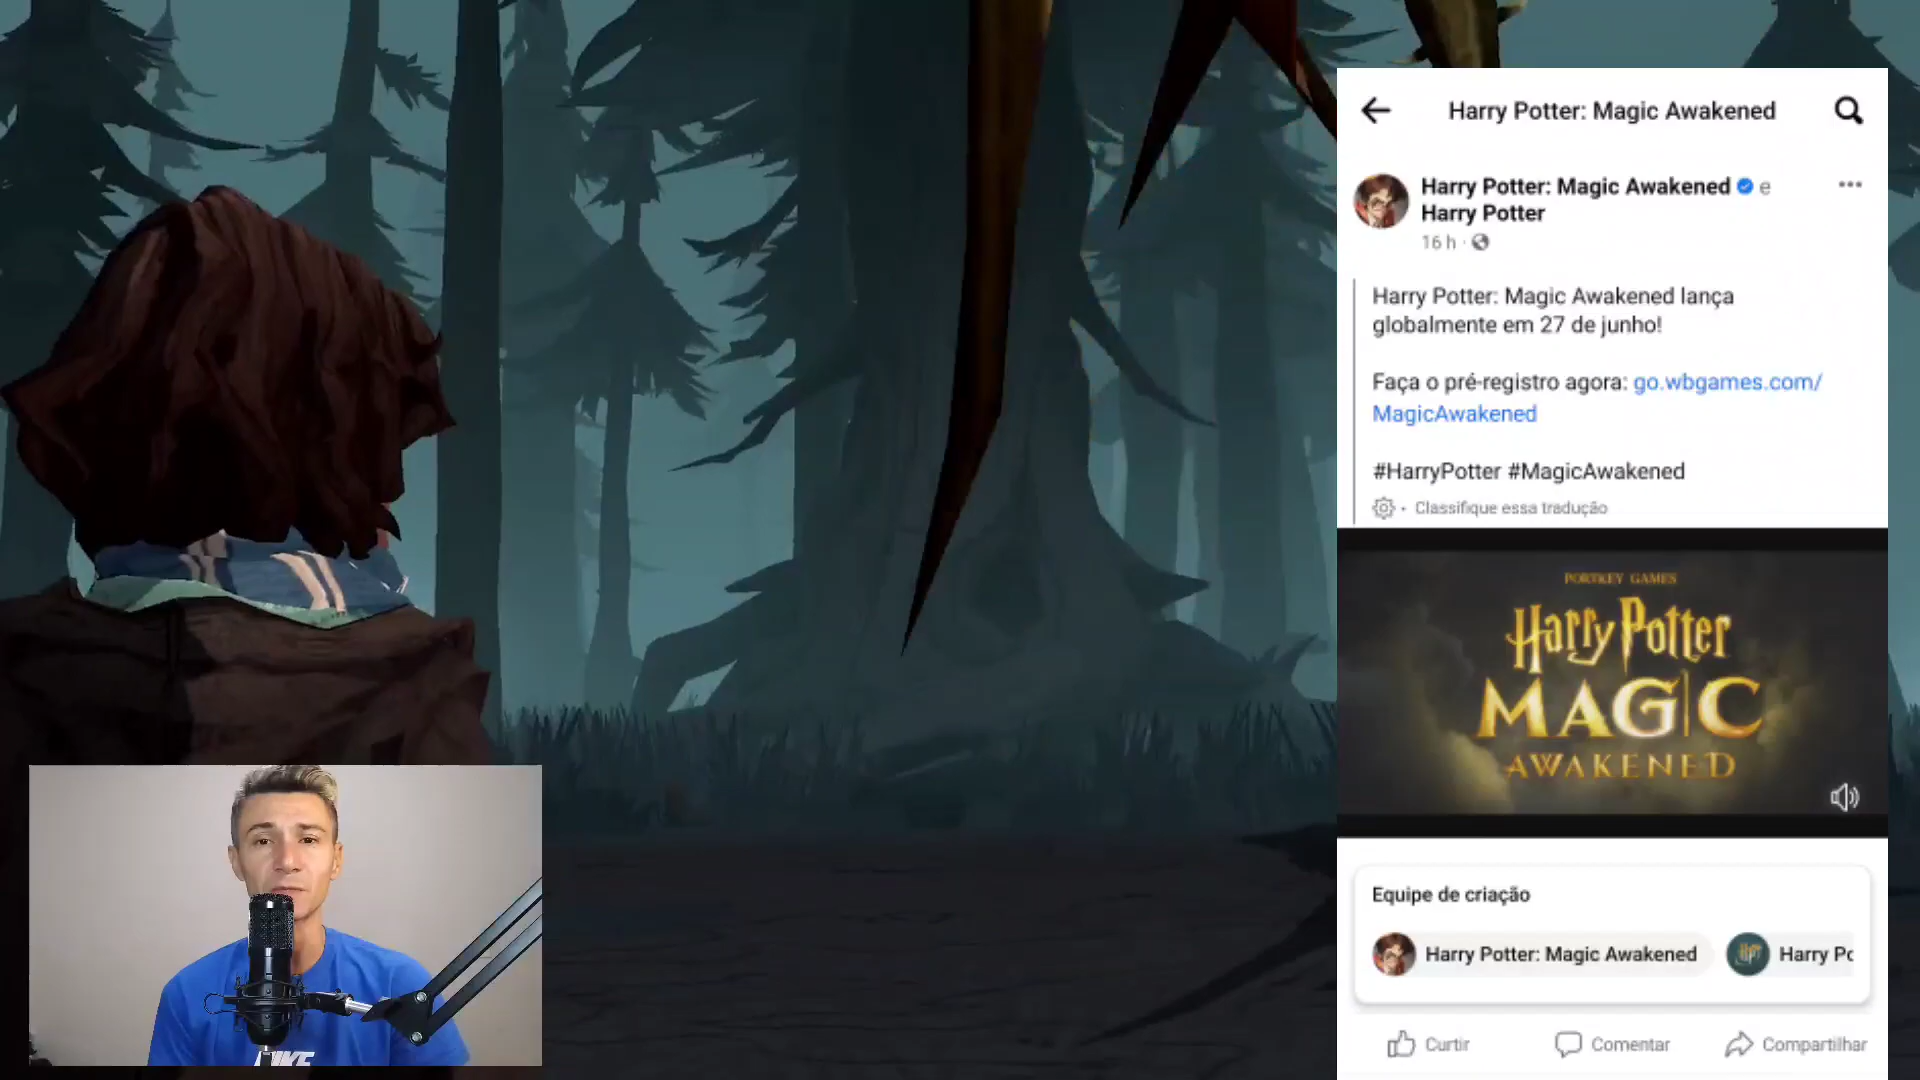 Harry Potter: Magic Awakened
Harry Potter: Magic Awakened e
Harry Potter
16 h ·
Harry Potter: Magic Awakened lança
globalmente em 27 de junho!
Faça o pré-registro agora: go.wbgames.com/
MagicAwakened
#HarryPotter #MagicAwakened
· Classifique essa tradução
PORTKEY GAMES
Harry Potter
MAGIC
AWAKENED
Equipe de criação
Harry Potter: Magic Awakened
Harry Pc
Curtir
Comentar
Compartilhar